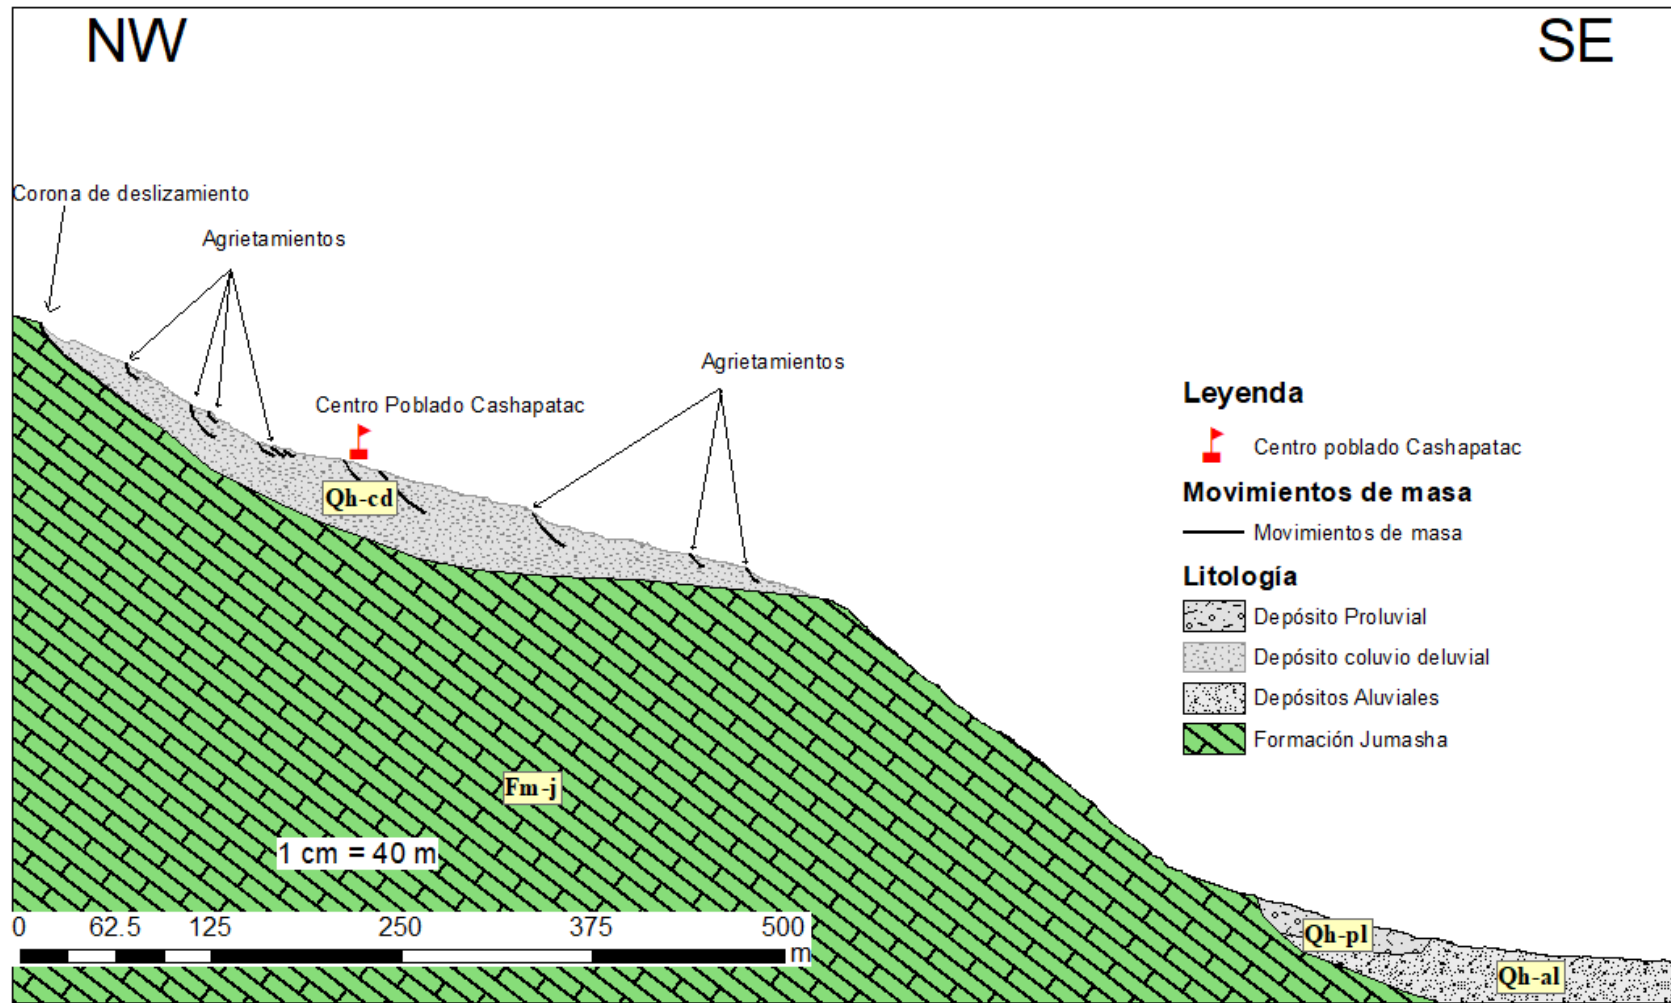 NW
SE
Corona de deslizamiento
Agrietamientos
Agrietamientos
Centro Poblado Cashapatac
Qh-cd
Leyenda
Centro poblado Cashapatac
Movimientos de masa
Movimientos de masa
Litología
Depósito Proluvial
Depósito coluvio deluvial
Depósitos Aluviales
Formación Jumasha
Fm-j
1 cm = 40 m
0 62.5 125 250 375 500
m
Qh-pl
Qh-al